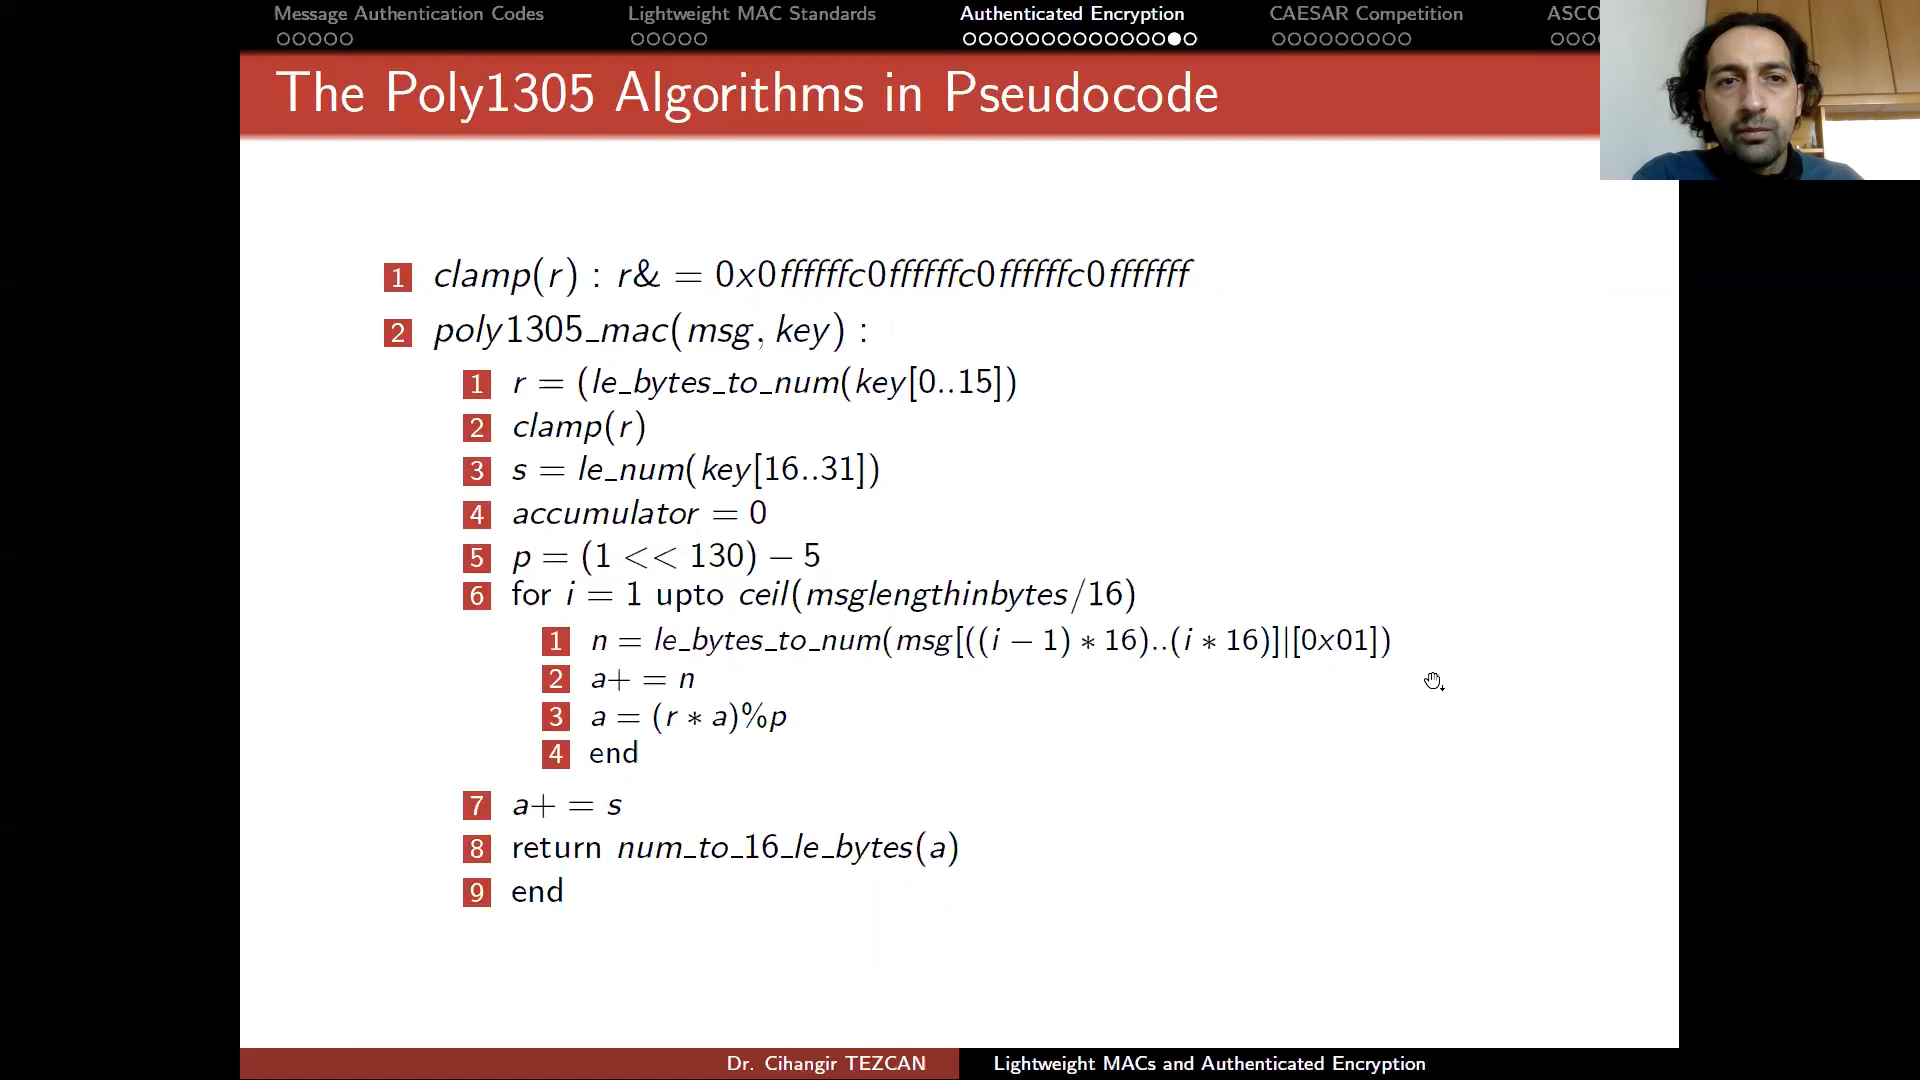 Message Authentication Codes
Lightweight MAC Standards
Authenticated Encryption
CAESAR Competition
ASCO
The Poly1305 Algorithms in Pseudocode
1 clamp(r) : r& = 0x0ffffffc0ffffffc0ffffffc0fffffff
2 poly1305_mac(msg, key) :
1 r = (le_bytes_to_num(key[0..15])
2 clamp(r)
3 s = le_num(key[16..31])
4 accumulator = 0
5 p = (1 << 130) − 5
6 for i = 1 upto ceil(msglengthinbytes/16)
1 n = le_bytes_to_num(msg[((i − 1) ∗ 16)..(i ∗ 16)]|[0x01])
2 a+ = n
3 a = (r ∗ a)%p
4 end
7 a+ = s
8 return num_to_16_le_bytes(a)
9 end
Dr. Cihangir TEZCAN
Lightweight MACs and Authenticated Encryption